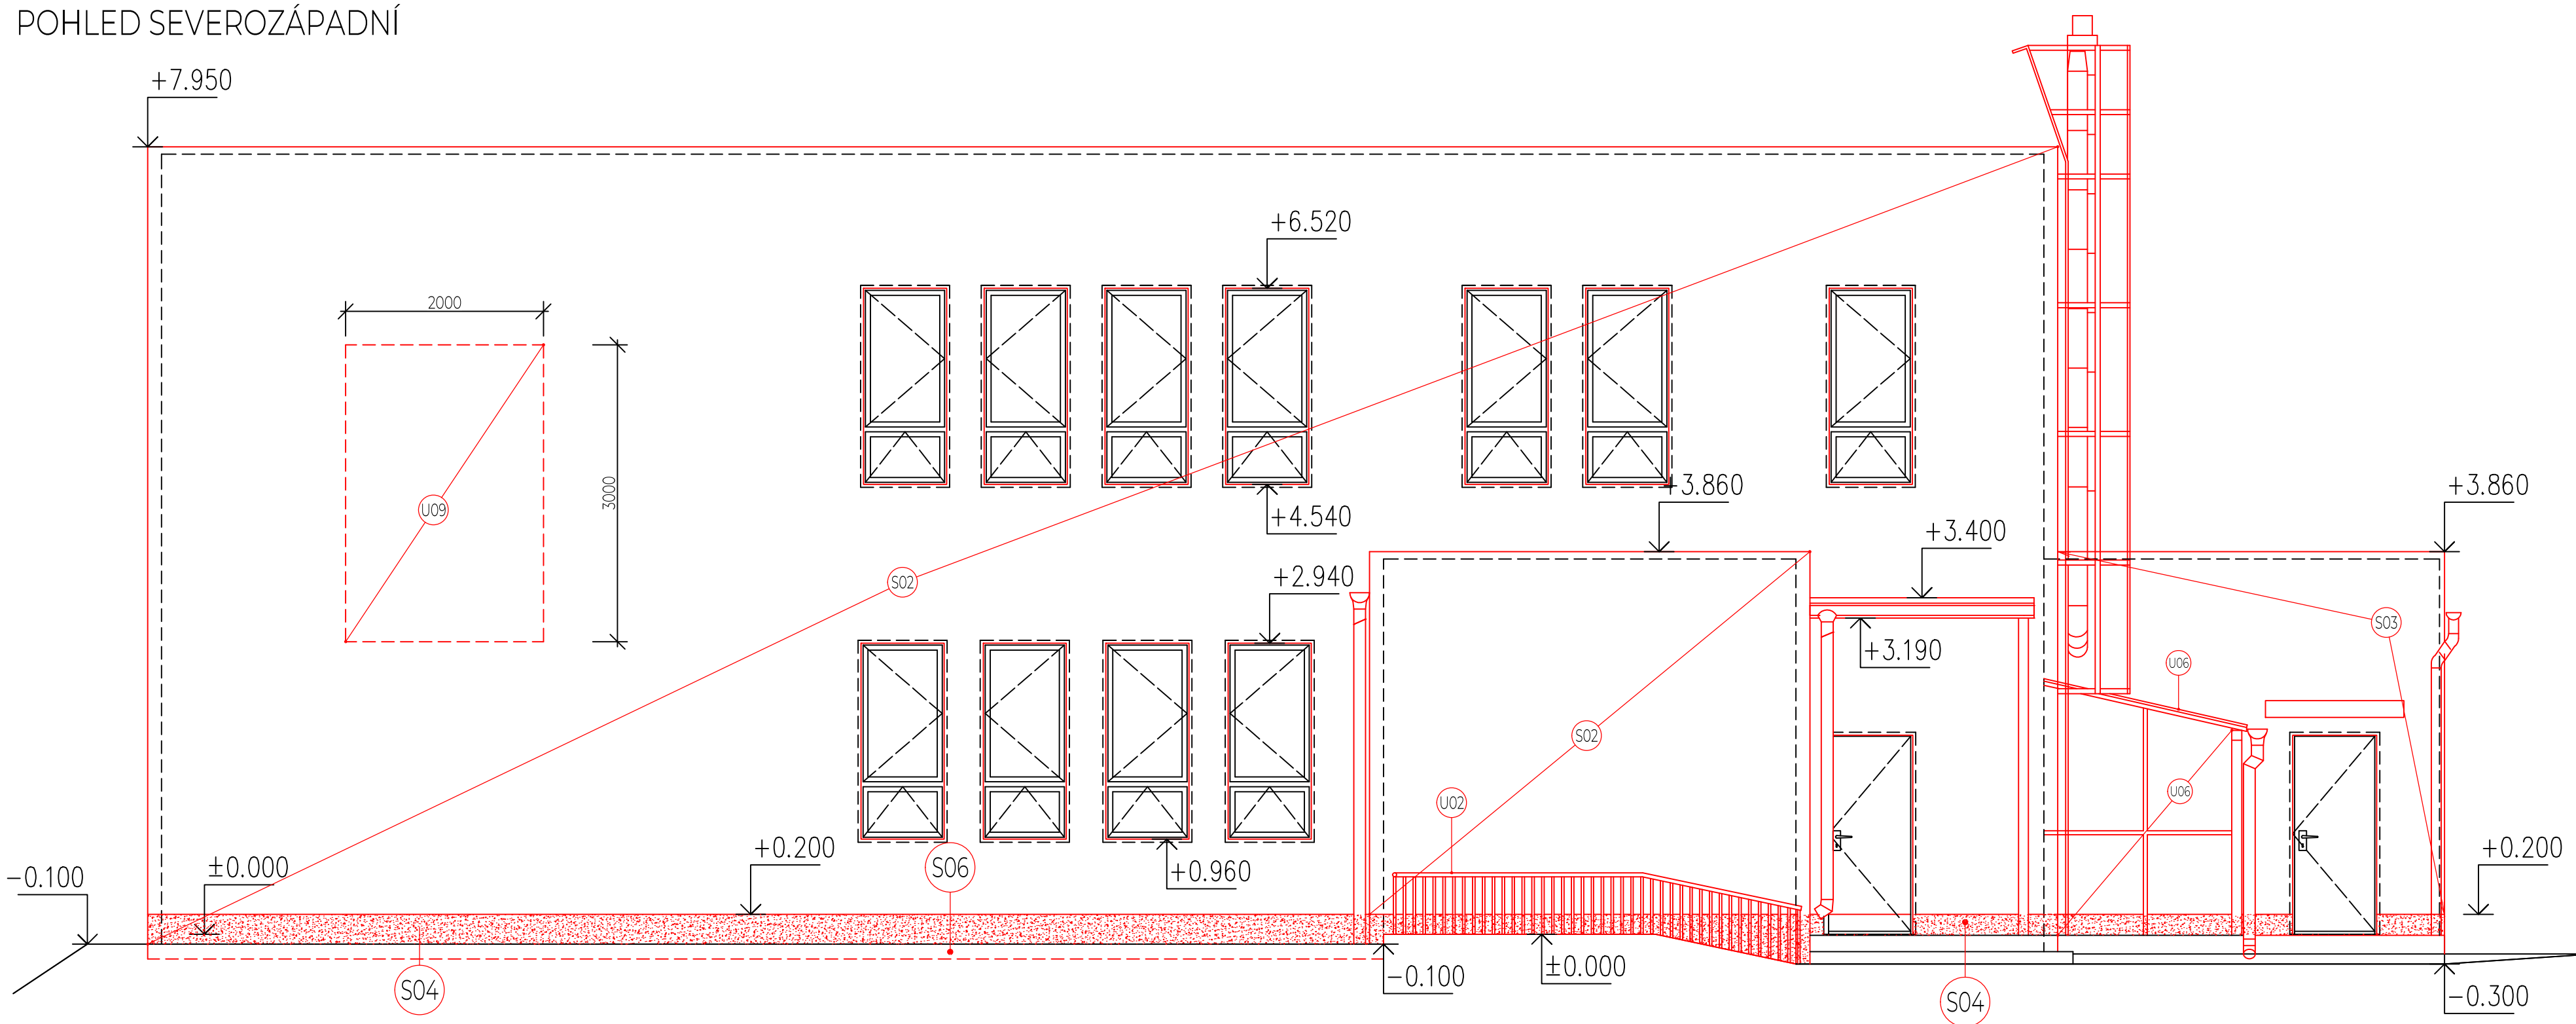 POHLED SEVEROZÁPADNÍ
+7.950
+6.520
2000
3000
U09
+4.540
+3.860
+3.860
+3.400
S02
+2.940
S03
+3.190
U06
S02
U06
U02
+0.200
+0.200
-0.100
±0.000
S06
+0.960
S04
-0.100
±0.000
S04
-0.300